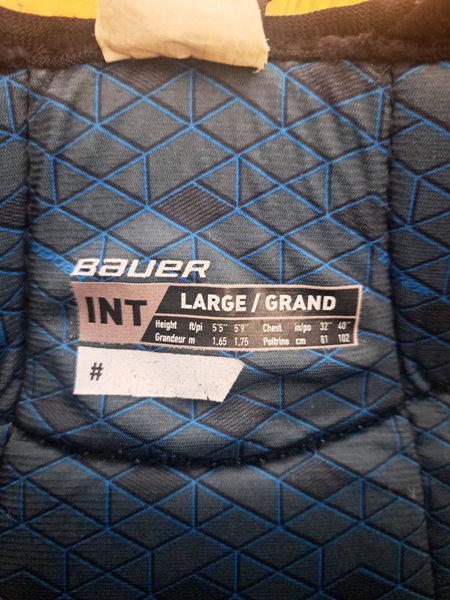 BAUER
INT LARGE / GRAND
Height ft/pi 5'5'' 5'9'' Chest in/po 32'' 40''
Grandeur m 1.65 1.75 Poitrine cm 81 102
#